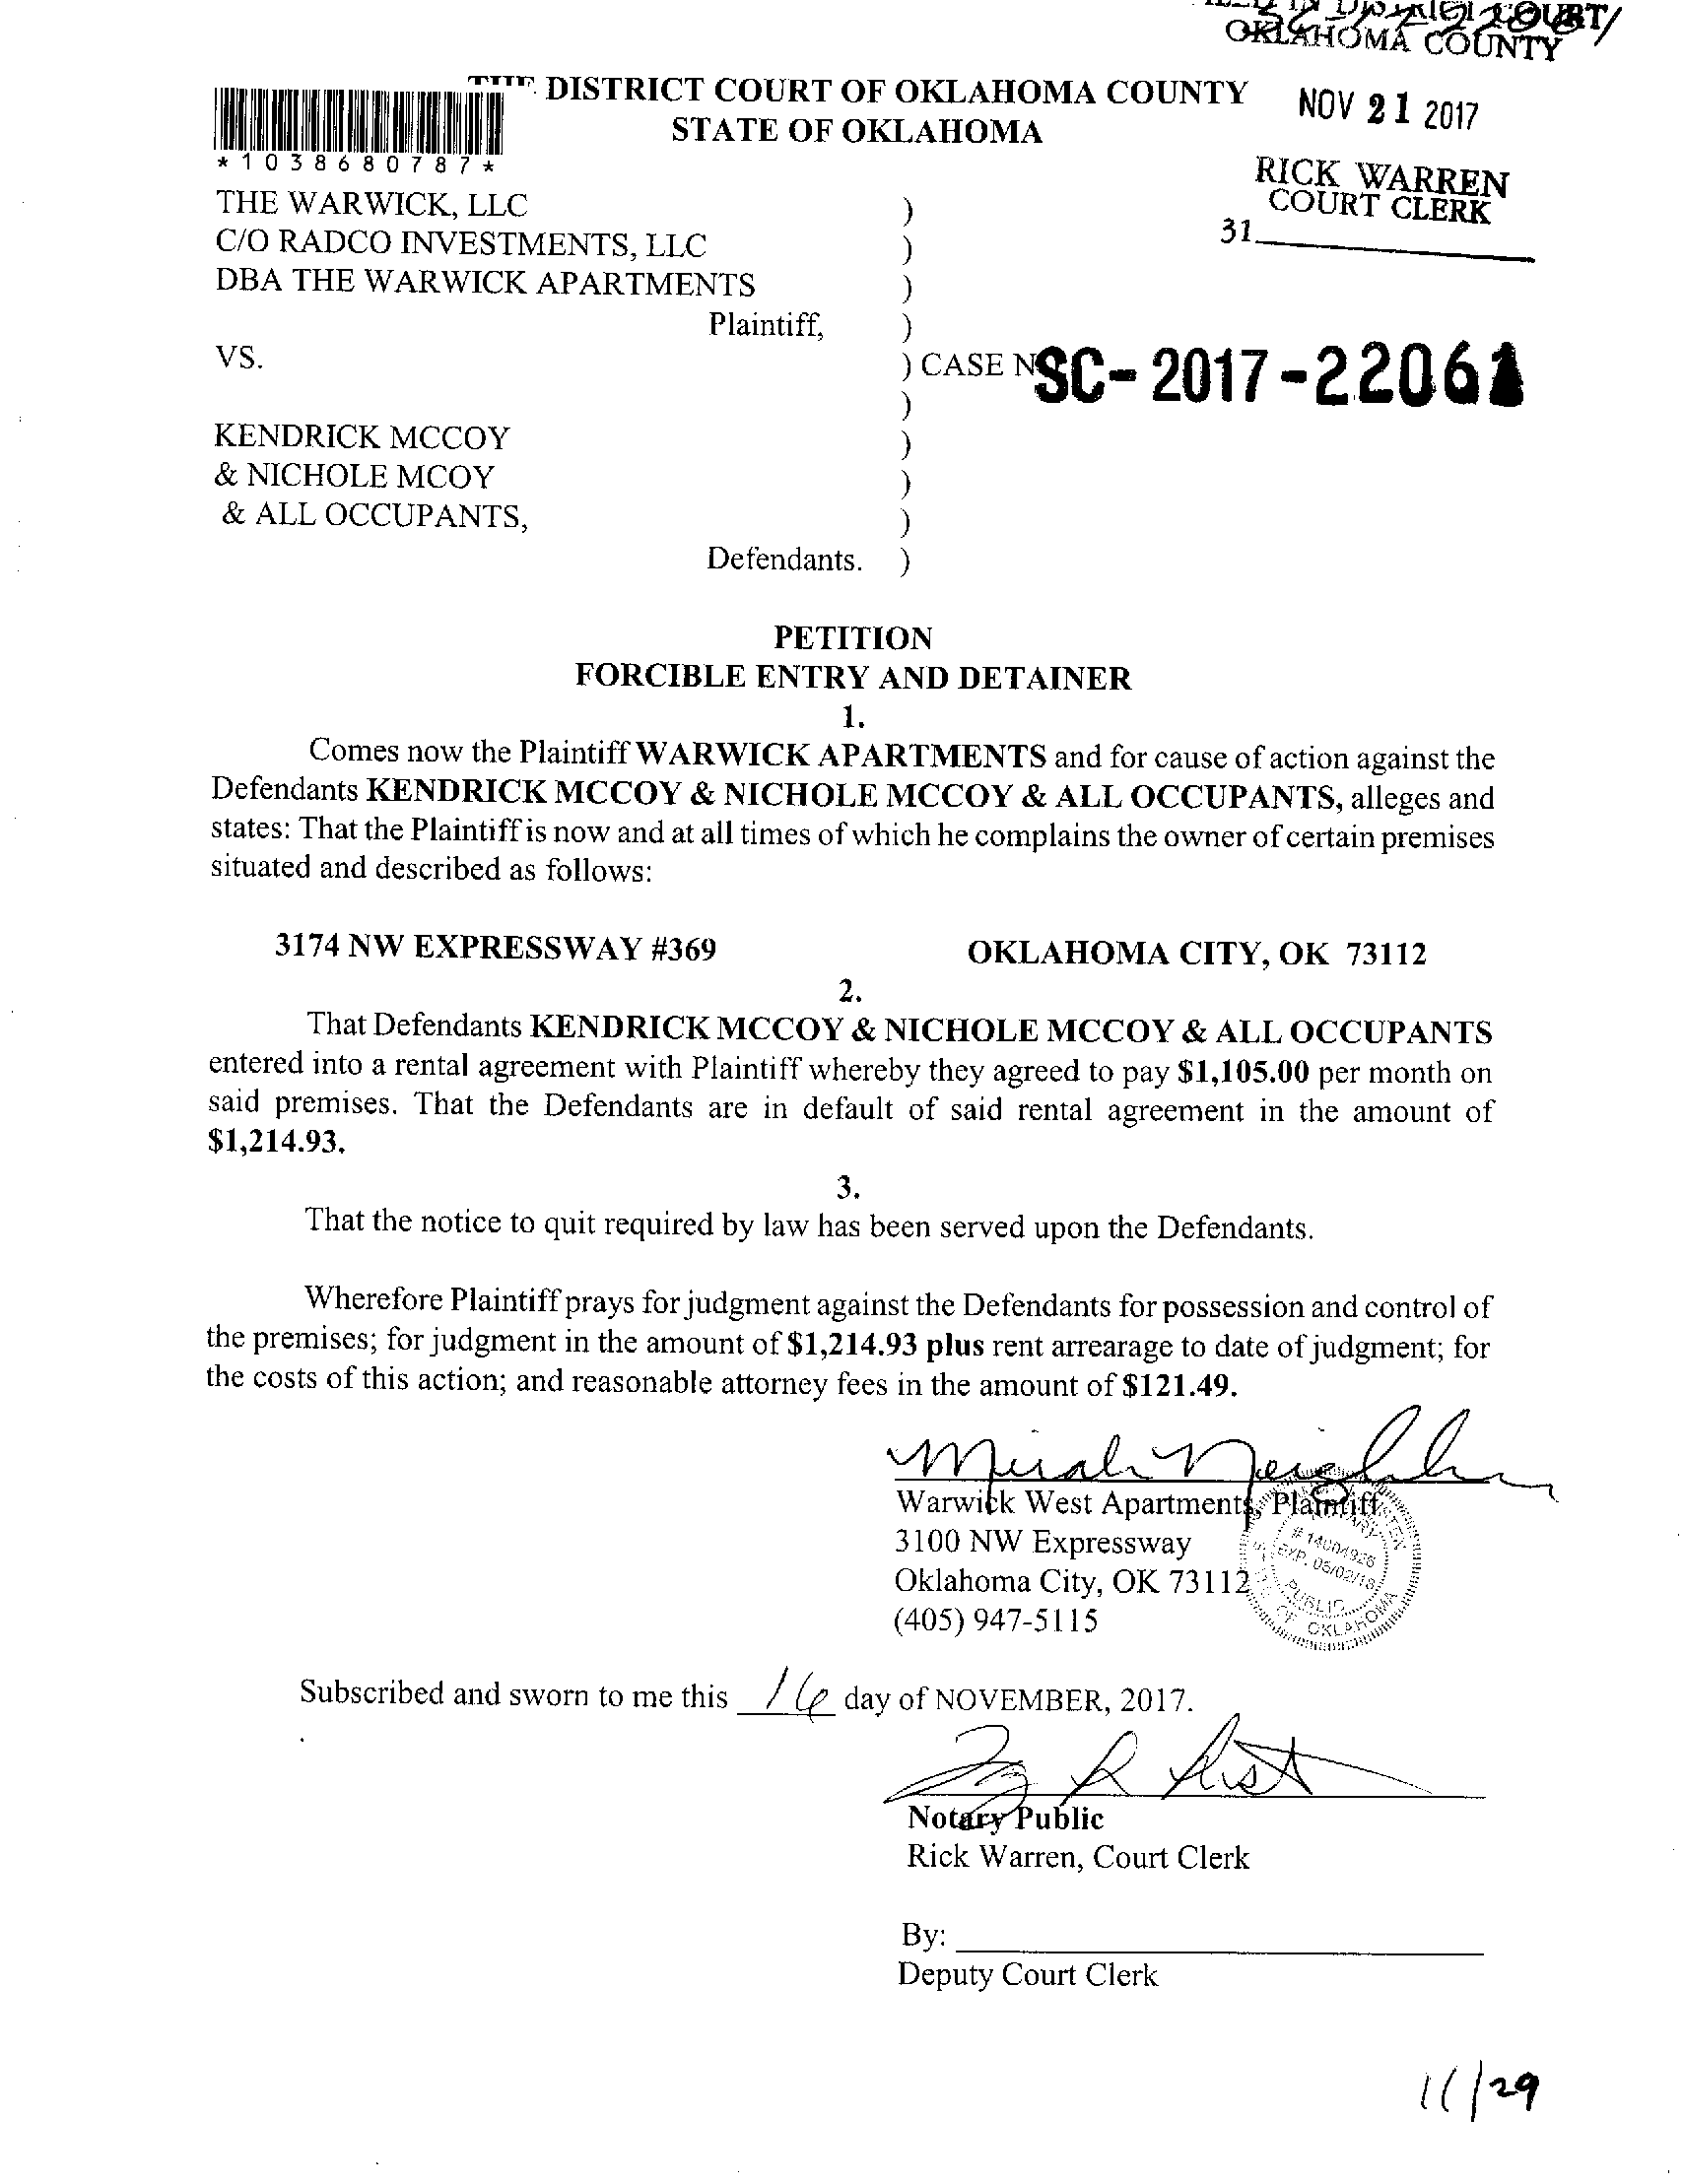 COURT
OKLAHOMA COUNTY
DISTRICT COURT OF OKLAHOMA COUNTY
STATE OF OKLAHOMA
NOV 21 2017
*1038680787*
RICK WARREN
COURT CLERK
31
THE WARWICK, LLC )
C/O RADCO INVESTMENTS, LLC )
DBA THE WARWICK APARTMENTS )
Plaintiff, )
VS. ) CASE N SC-2017-22061
)
KENDRICK MCCOY )
& NICHOLE MCOY )
& ALL OCCUPANTS, )
Defendants. )
PETITION
FORCIBLE ENTRY AND DETAINER
1.
Comes now the Plaintiff WARWICK APARTMENTS and for cause of action against the
Defendants KENDRICK MCCOY & NICHOLE MCCOY & ALL OCCUPANTS, alleges and
states: That the Plaintiff is now and at all times of which he complains the owner of certain premises
situated and described as follows:
3174 NW EXPRESSWAY #369 OKLAHOMA CITY, OK 73112
2.
That Defendants KENDRICK MCCOY & NICHOLE MCCOY & ALL OCCUPANTS
entered into a rental agreement with Plaintiff whereby they agreed to pay $1,105.00 per month on
said premises. That the Defendants are in default of said rental agreement in the amount of
$1,214.93.
3.
That the notice to quit required by law has been served upon the Defendants.
Wherefore Plaintiff prays for judgment against the Defendants for possession and control of
the premises; for judgment in the amount of $1,214.93 plus rent arrearage to date of judgment; for
the costs of this action; and reasonable attorney fees in the amount of $121.49.
Warwick West Apartments, Plaintiff
3100 NW Expressway
Oklahoma City, OK 73112
(405) 947-5115
# 14004926
EXP. 05/02/18
PUBLIC
OF OKLAHOMA
Subscribed and sworn to me this 16 day of NOVEMBER, 2017.
Notary Public
Rick Warren, Court Clerk
By:
Deputy Court Clerk
11/29